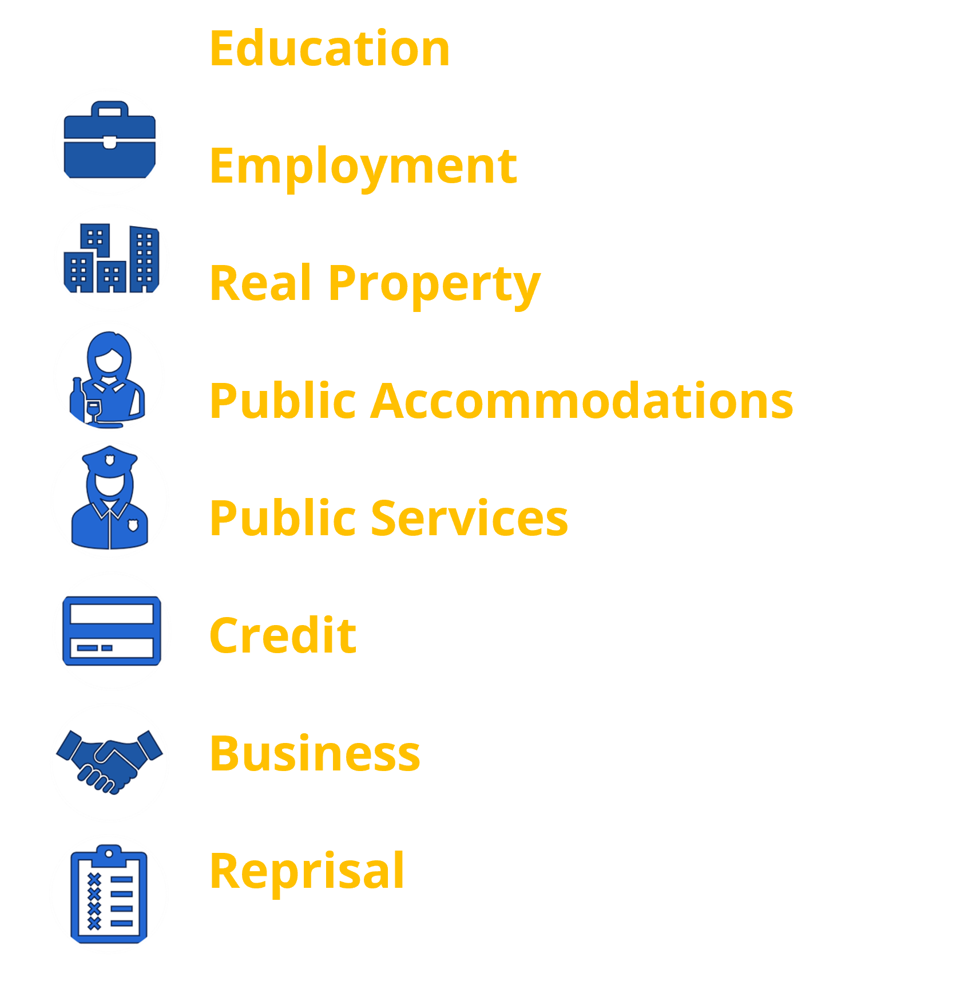 Education
Employment
Real Property
Public Accommodations
Public Services
Credit
Business
Reprisal